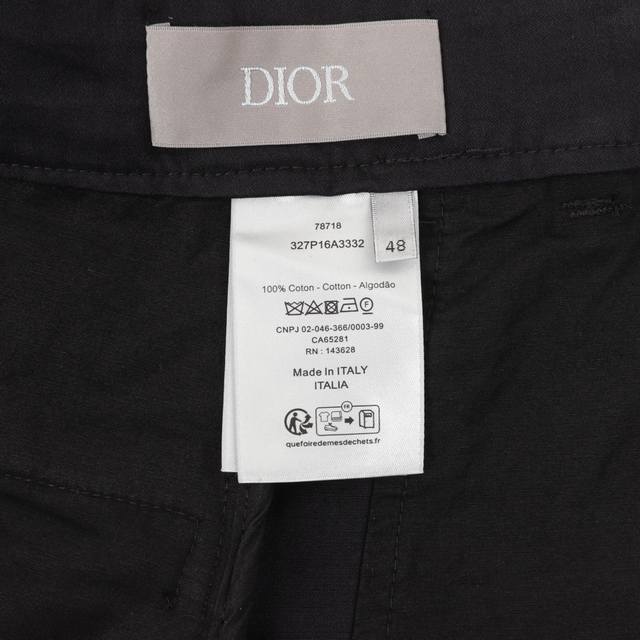 DIOR
78718
327P16A3332
48
100% Coton - Cotton - Algodão
CNPJ 02-046-366/0003-99
CA65281
RN : 143628
Made In ITALY
ITALIA
FR
quefairedemesdechets.fr